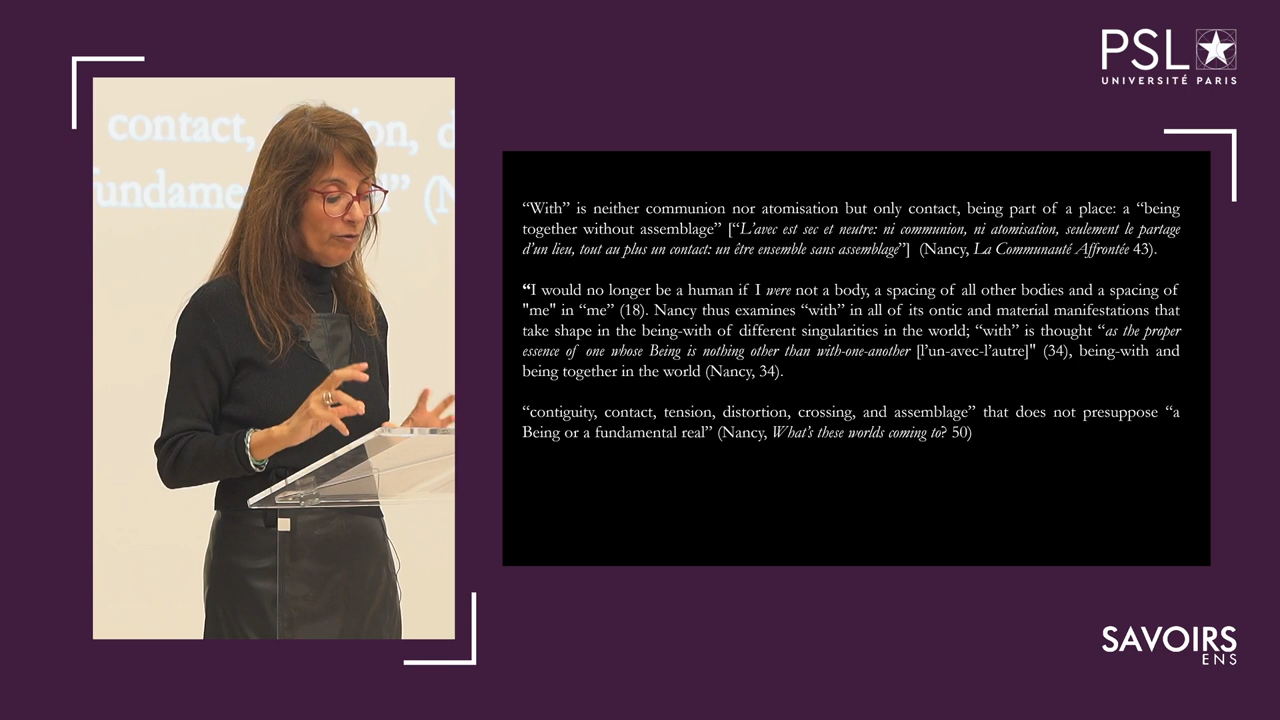 PSL
UNIVERSITÉ PARIS
contact,
ion, d
fundame
l” (N
“With” is neither communion nor atomisation but only contact, being part of a place: a “being
together without assemblage” [“L’avec est sec et neutre: ni communion, ni atomisation, seulement le partage
d’un lieu, tout au plus un contact: un être ensemble sans assemblage”] (Nancy, La Communauté Affrontée 43).
“I would no longer be a human if I were not a body, a spacing of all other bodies and a spacing of
"me" in “me” (18). Nancy thus examines “with” in all of its ontic and material manifestations that
take shape in the being-with of different singularities in the world; “with” is thought “as the proper
essence of one whose Being is nothing other than with-one-another [l’un-avec-l’autre]" (34), being-with and
being together in the world (Nancy, 34).
“contiguity, contact, tension, distortion, crossing, and assemblage” that does not presuppose “a
Being or a fundamental real” (Nancy, What’s these worlds coming to? 50)
SAVOIRS
ENS